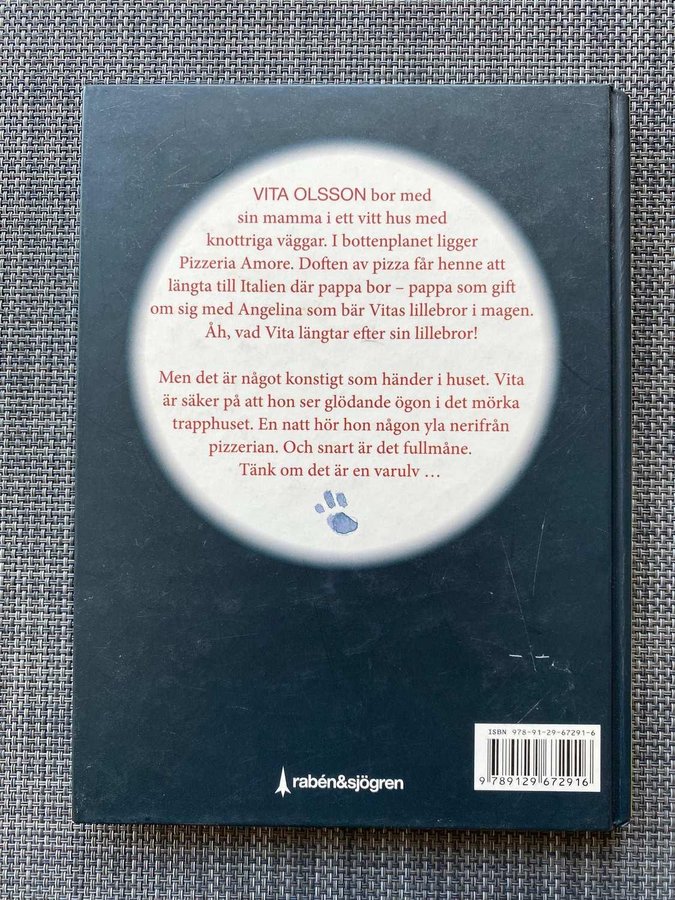 VITA OLSSON bor med
sin mamma i ett vitt hus med
knottriga väggar. I bottenplanet ligger
Pizzeria Amore. Doften av pizza får henne att
längta till Italien där pappa bor – pappa som gift
om sig med Angelina som bär Vitas lillebror i magen.
Åh, vad Vita längtar efter sin lillebror!
Men det är något konstigt som händer i huset. Vita
är säker på att hon ser glödande ögon i det mörka
trapphuset. En natt hör hon någon yla nerifrån
pizzerian. Och snart är det fullmåne.
Tänk om det är en varulv …
ISBN 978-91-29-67291-6
9 789129 672916
rabén&sjögren